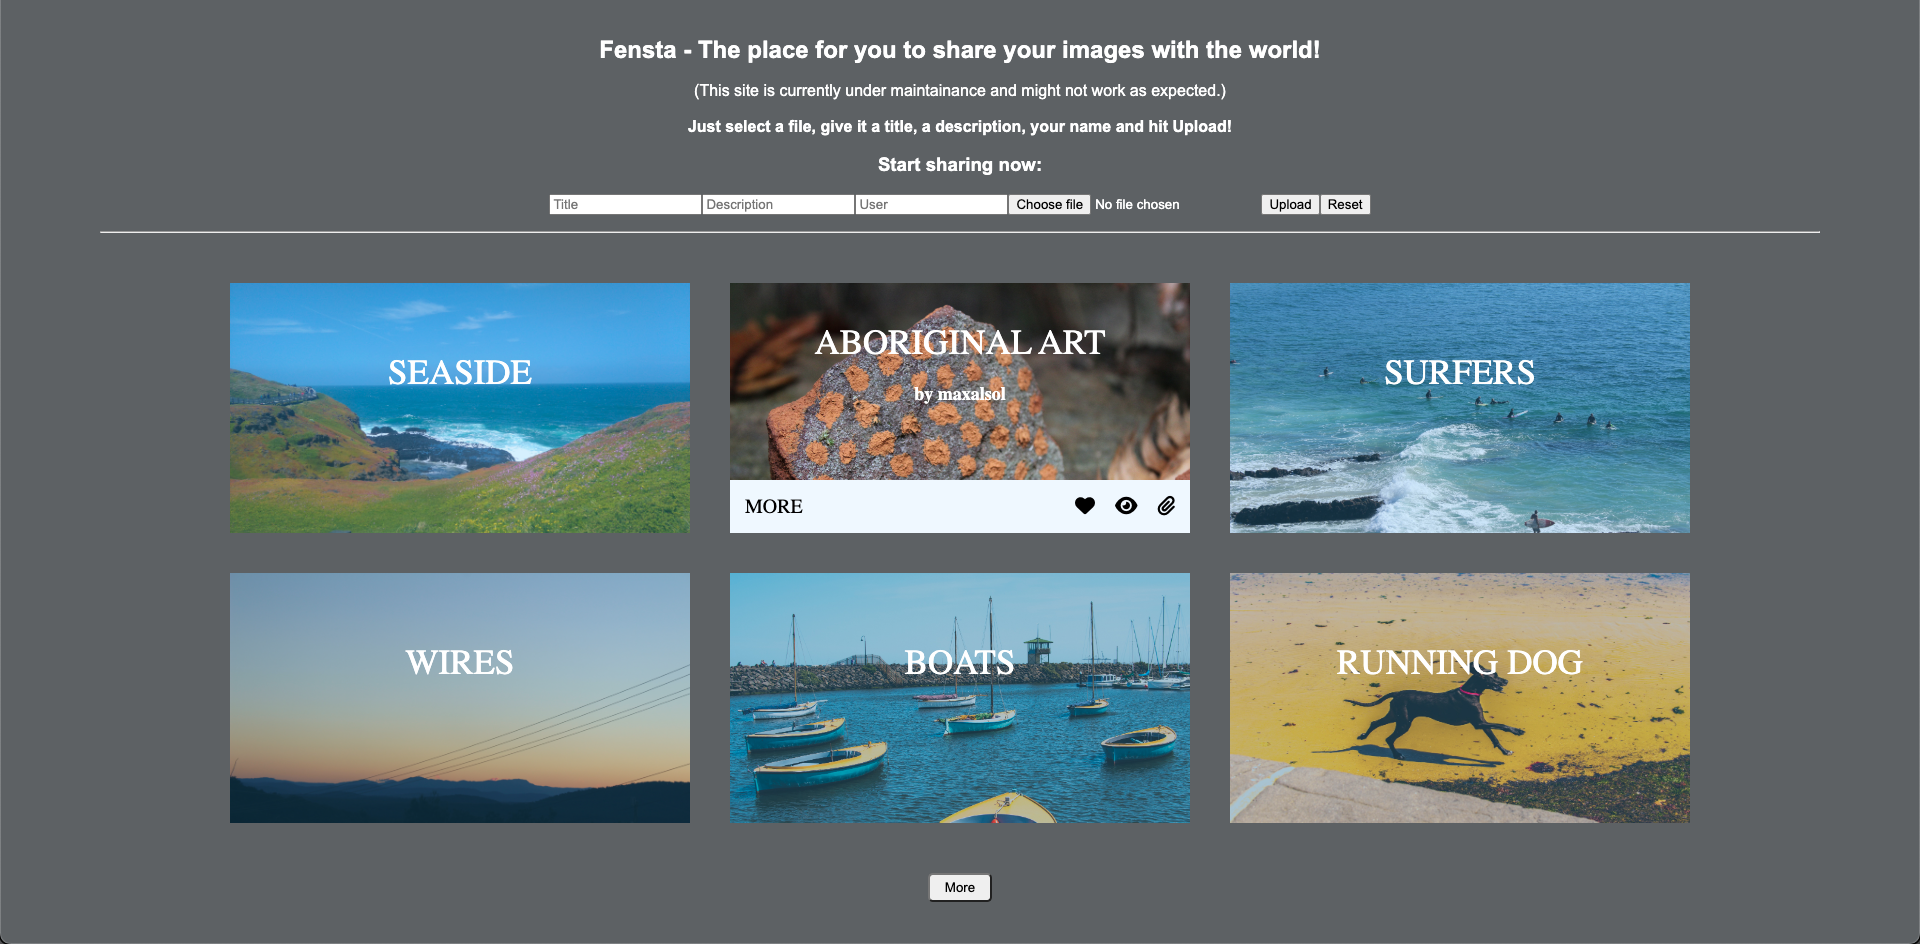 Fensta - The place for you to share your images with the world!
(This site is currently under maintainance and might not work as expected.)
Just select a file, give it a title, a description, your name and hit Upload!
Start sharing now:
Title Description User Choose file No file chosen Upload Reset
SEASIDE
ABORIGINAL ART
by maxalsol
MORE
SURFERS
WIRES
BOATS
RUNNING DOG
More